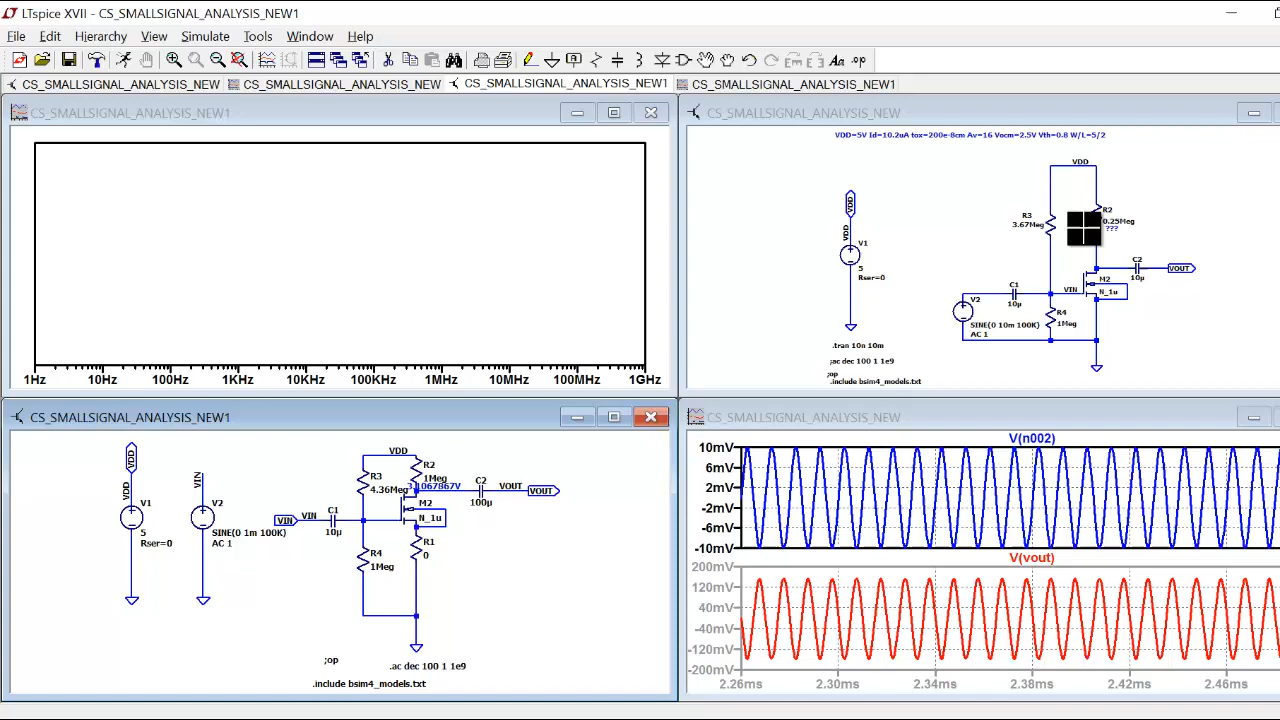 LTspice XVII - CS_SMALLSIGNAL_ANALYSIS_NEW1
File Edit Hierarchy View Simulate Tools Window Help
CS_SMALLSIGNAL_ANALYSIS_NEW CS_SMALLSIGNAL_ANALYSIS_NEW CS_SMALLSIGNAL_ANALYSIS_NEW1 CS_SMALLSIGNAL_ANALYSIS_NEW1
CS_SMALLSIGNAL_ANALYSIS_NEW1
1Hz 10Hz 100Hz 1KHz 10KHz 100KHz 1MHz 10MHz 100MHz 1GHz
CS_SMALLSIGNAL_ANALYSIS_NEW1
VDD=5V Id=10.2uA tox=200e-8cm Av=16 Vocm=2.5V Vth=0.8 W/L=5/2
VDD
VDD
VDD
V1
5
Rser=0
R3
3.67Meg
R2
0.25Meg
???
C2
10µ
VOUT
M2
N_1u
C1
10µ
VIN
V2
SINE(0 10m 100K)
AC 1
R4
1Meg
.tran 10n 10m
;ac dec 100 1 1e9
;op
.include bsim4_models.txt
CS_SMALLSIGNAL_ANALYSIS_NEW1
VDD
VDD
V1
5
Rser=0
VIN
V2
SINE(0 1m 100K)
AC 1
VIN
VIN
C1
10µ
VDD
R3
4.36Meg
R2
1Meg
3.1067867V
C2
100µ
VOUT
VOUT
M2
N_1u
R4
1Meg
R1
0
;op
.ac dec 100 1 1e9
.include bsim4_models.txt
CS_SMALLSIGNAL_ANALYSIS_NEW1
V(n002)
10mV
6mV
2mV
-2mV
-6mV
-10mV
V(vout)
200mV
120mV
40mV
-40mV
-120mV
-200mV
2.26ms 2.30ms 2.34ms 2.38ms 2.42ms 2.46ms